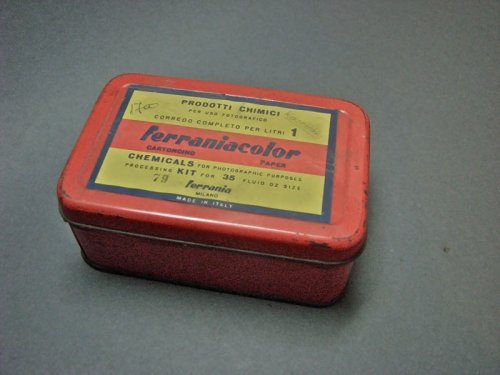 PRODOTTI CHIMICI
PER USO FOTOGRAFICO
CORREDO COMPLETO PER LITRI 1
ferraniacolor
CARTONCINO PAPER
CHEMICALS FOR PHOTOGRAPHIC PURPOSES
PROCESSING KIT FOR 35 FLUID OZ SIZE
79 ferrania
MILANO
MADE IN ITALY